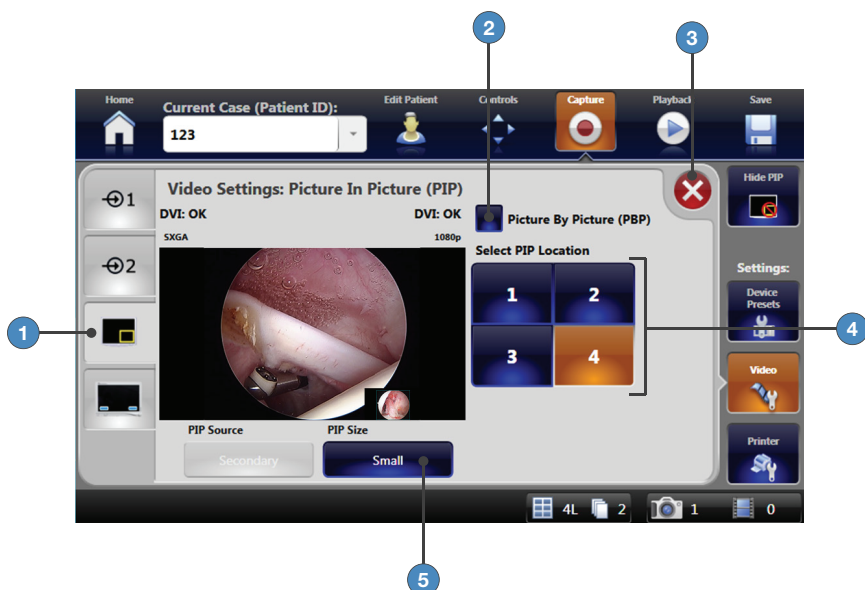 2
3
Home
Current Case (Patient ID):
Edit Patient
Controls
Capture
Playback
Save
123
1
Video Settings: Picture In Picture (PIP)
Hide PIP
DVI: OK
DVI: OK
Picture By Picture (PBP)
SXGA
1080p
Select PIP Location
2
Settings:
1
2
Device
Presets
1
4
3
4
Video
PIP Source
PIP Size
Secondary
Small
Printer
4L
2
1
0
5